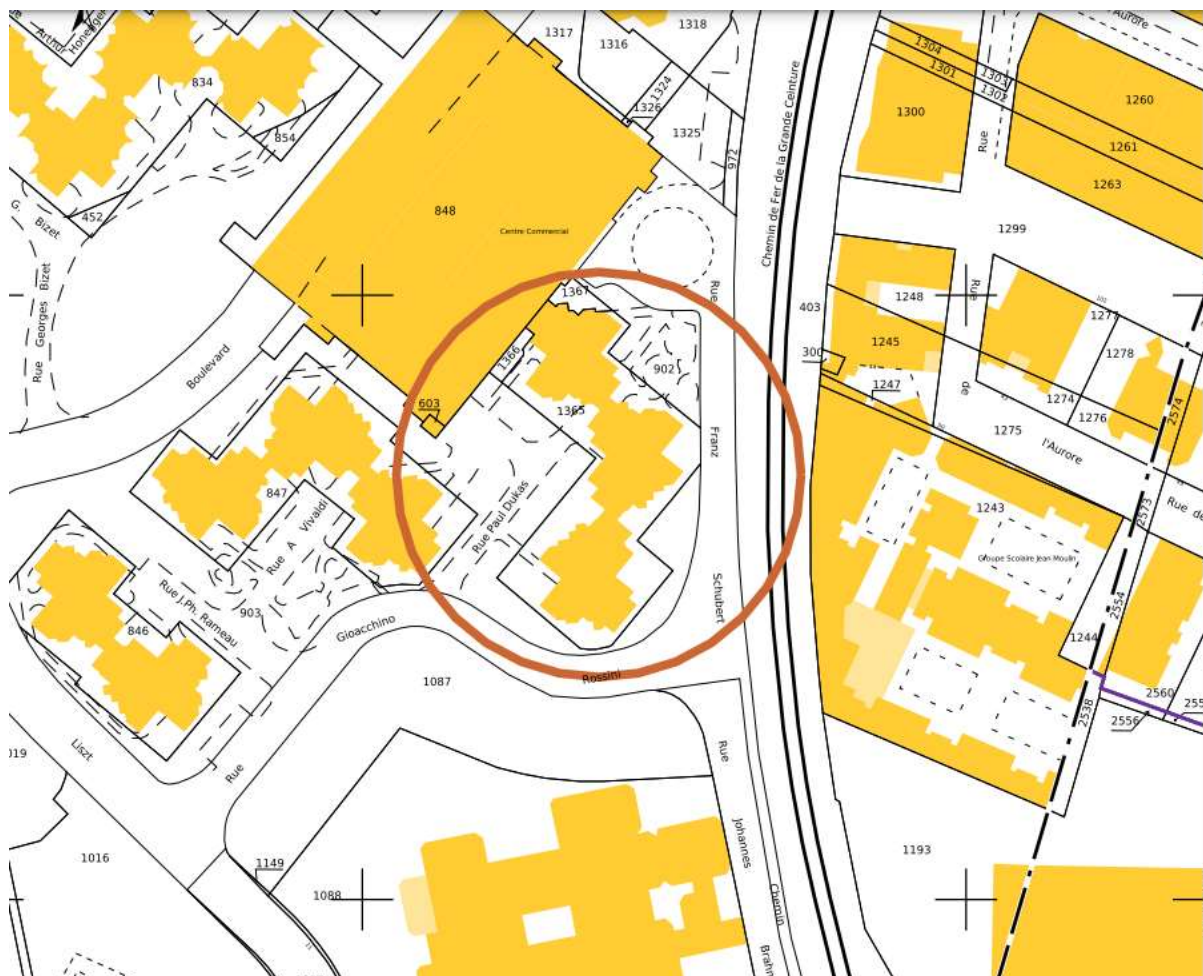 Arthur
Honegger
1317
1316
1318
1324
1326
1325
972
834
854
452
G. Bizet
Rue Georges Bizet
Boulevard
848
Centre Commercial
Chemin de Fer de la Grande Ceinture
l'Aurore
1304
1301
1303
1302
1300
Rue
1260
1261
1263
1299
Rue
1248
403
1245
300
1247
de
1277
1278
1274
1276
1275
l'Aurore
2574
2573
Rue de
1367
1366
902
603
1365
Rue
Franz
Schubert
Rue Paul Dukas
847
Rue A Vivaldi
903
Rue J.Ph. Rameau
846
Gioacchino
Rossini
Rue
Liszt
1087
1243
Groupe Scolaire Jean Moulin
1244
2554
2538
2560
2556
255
019
1016
1149
1088
Rue
Johannes
Brahm
Chemin
1193